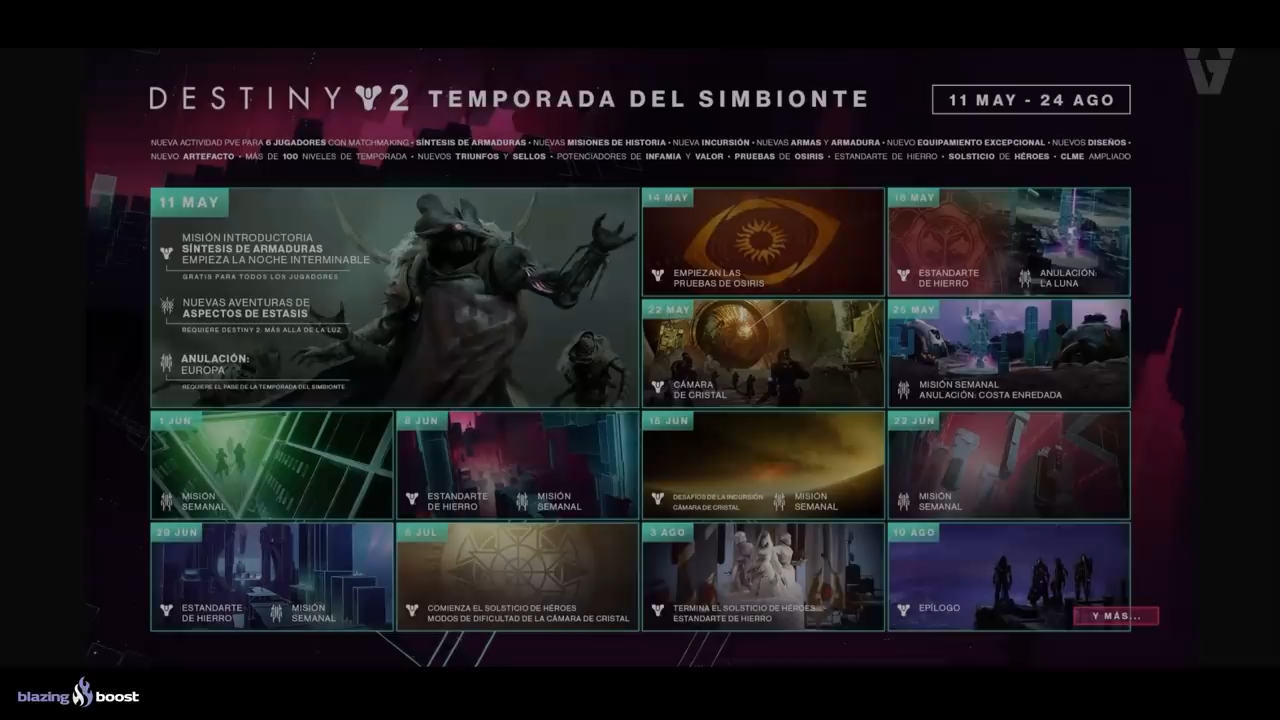 DESTINY 2 TEMPORADA DEL SIMBIONTE
11 MAY - 24 AGO
NUEVA ACTIVIDAD PVE PARA 6 JUGADORES CON MATCHMAKING • SÍNTESIS DE ARMADURAS • NUEVAS MISIONES DE HISTORIA • NUEVA INCURSIÓN • NUEVAS ARMAS Y ARMADURA • NUEVO EQUIPAMIENTO EXCEPCIONAL • NUEVOS DISEÑOS •
NUEVO ARTEFACTO • MÁS DE 100 NIVELES DE TEMPORADA • NUEVOS TRIUNFOS Y SELLOS • POTENCIADORES DE INFAMIA Y VALOR • PRUEBAS DE OSIRIS • ESTANDARTE DE HIERRO • SOLSTICIO DE HÉROES • CLME AMPLIADO
11 MAY
MISIÓN INTRODUCTORIA
SÍNTESIS DE ARMADURAS
EMPIEZA LA NOCHE INTERMINABLE
GRATIS PARA TODOS LOS JUGADORES
NUEVAS AVENTURAS DE
ASPECTOS DE ESTASIS
REQUIERE DESTINY 2: MÁS ALLÁ DE LA LUZ
ANULACIÓN:
EUROPA
REQUIERE EL PASE DE LA TEMPORADA DEL SIMBIONTE
14 MAY
EMPIEZAN LAS
PRUEBAS DE OSIRIS
18 MAY
ESTANDARTE
DE HIERRO
ANULACIÓN:
LA LUNA
22 MAY
CÁMARA
DE CRISTAL
25 MAY
MISIÓN SEMANAL
ANULACIÓN: COSTA ENREDADA
1 JUN
MISIÓN
SEMANAL
8 JUN
ESTANDARTE
DE HIERRO
MISIÓN
SEMANAL
15 JUN
DESAFÍOS DE LA INCURSIÓN
CÁMARA DE CRISTAL
MISIÓN
SEMANAL
22 JUN
MISIÓN
SEMANAL
29 JUN
ESTANDARTE
DE HIERRO
MISIÓN
SEMANAL
6 JUL
COMIENZA EL SOLSTICIO DE HÉROES
MODOS DE DIFICULTAD DE LA CÁMARA DE CRISTAL
3 AGO
TERMINA EL SOLSTICIO DE HÉROES
ESTANDARTE DE HIERRO
10 AGO
EPÍLOGO
Y MÁS...
blazing boost